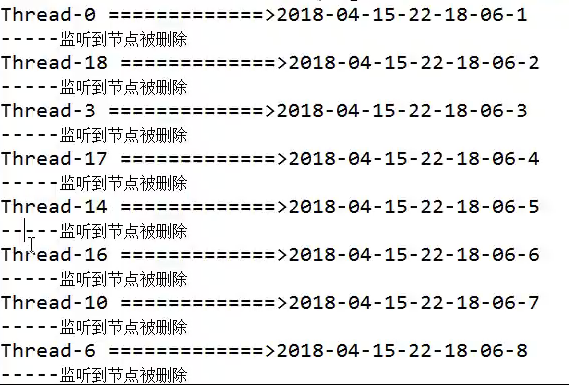 Thread-0 =============>2018-04-15-22-18-06-1
-----监听到节点被删除
Thread-18 =============>2018-04-15-22-18-06-2
-----监听到节点被删除
Thread-3 =============>2018-04-15-22-18-06-3
-----监听到节点被删除
Thread-17 =============>2018-04-15-22-18-06-4
-----监听到节点被删除
Thread-14 =============>2018-04-15-22-18-06-5
-----监听到节点被删除
Thread-16 =============>2018-04-15-22-18-06-6
-----监听到节点被删除
Thread-10 =============>2018-04-15-22-18-06-7
-----监听到节点被删除
Thread-6 =============>2018-04-15-22-18-06-8
-----监听到节点被删除